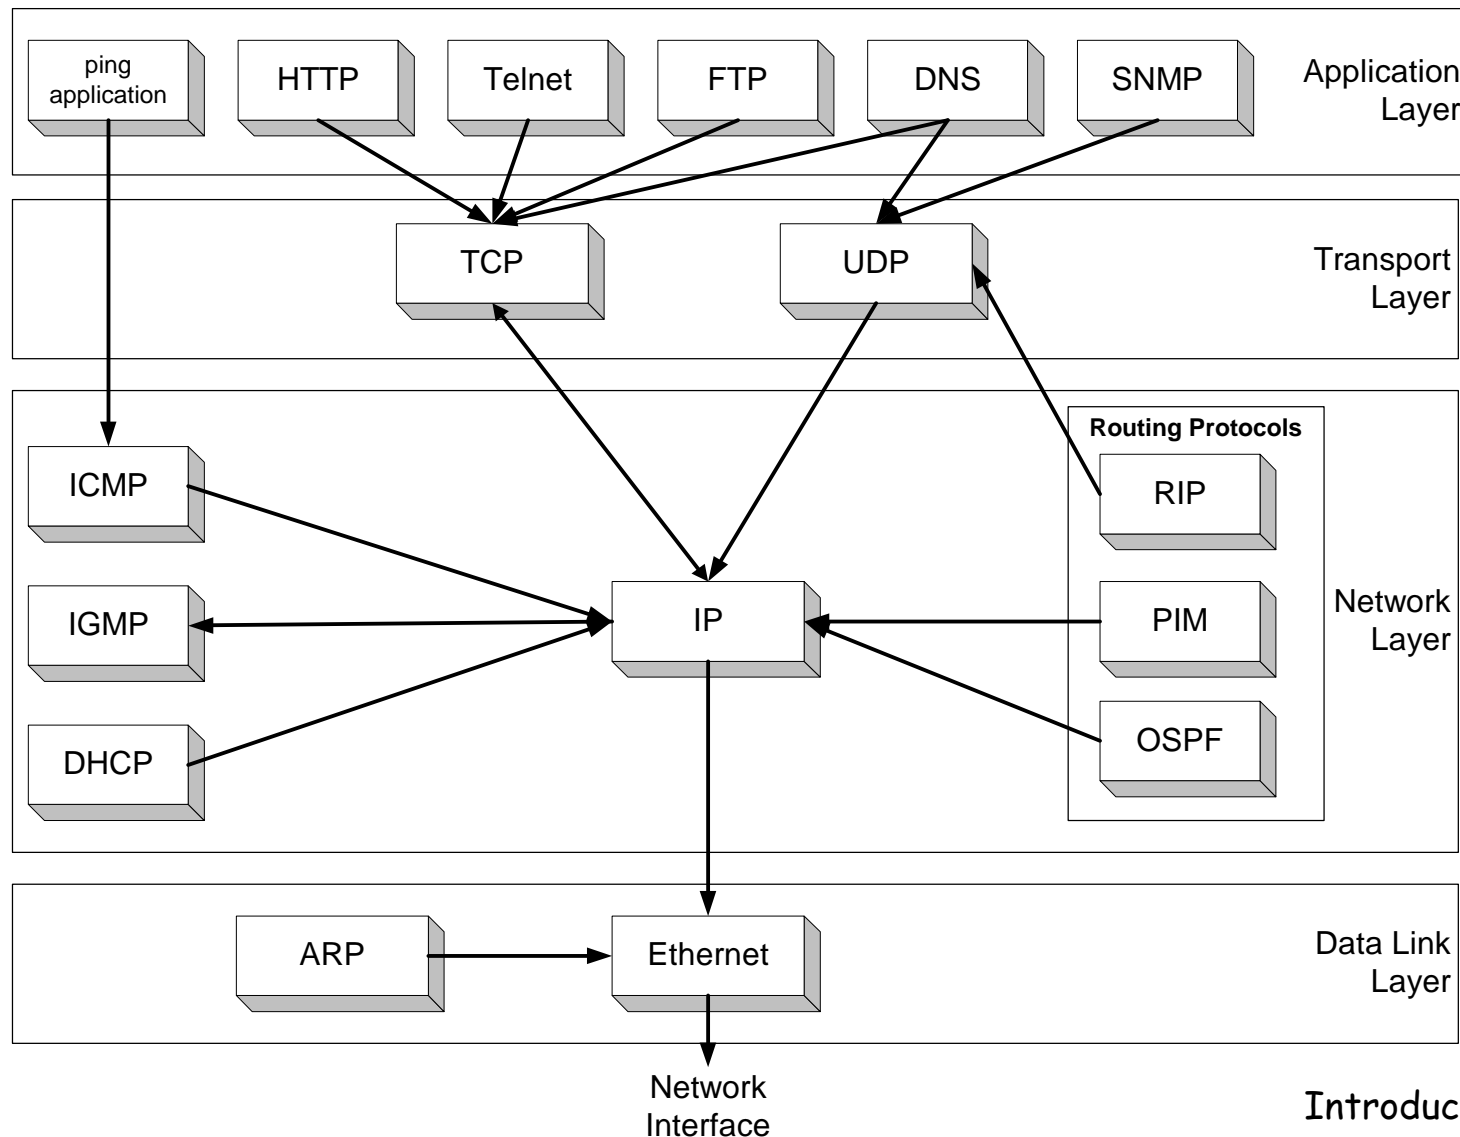 ping
application
HTTP
Telnet
FTP
DNS
SNMP
Application
Layer
TCP
UDP
Transport
Layer
Routing Protocols
ICMP
RIP
IGMP
IP
PIM
Network
Layer
DHCP
OSPF
ARP
Ethernet
Data Link
Layer
Network
Interface
Introduc